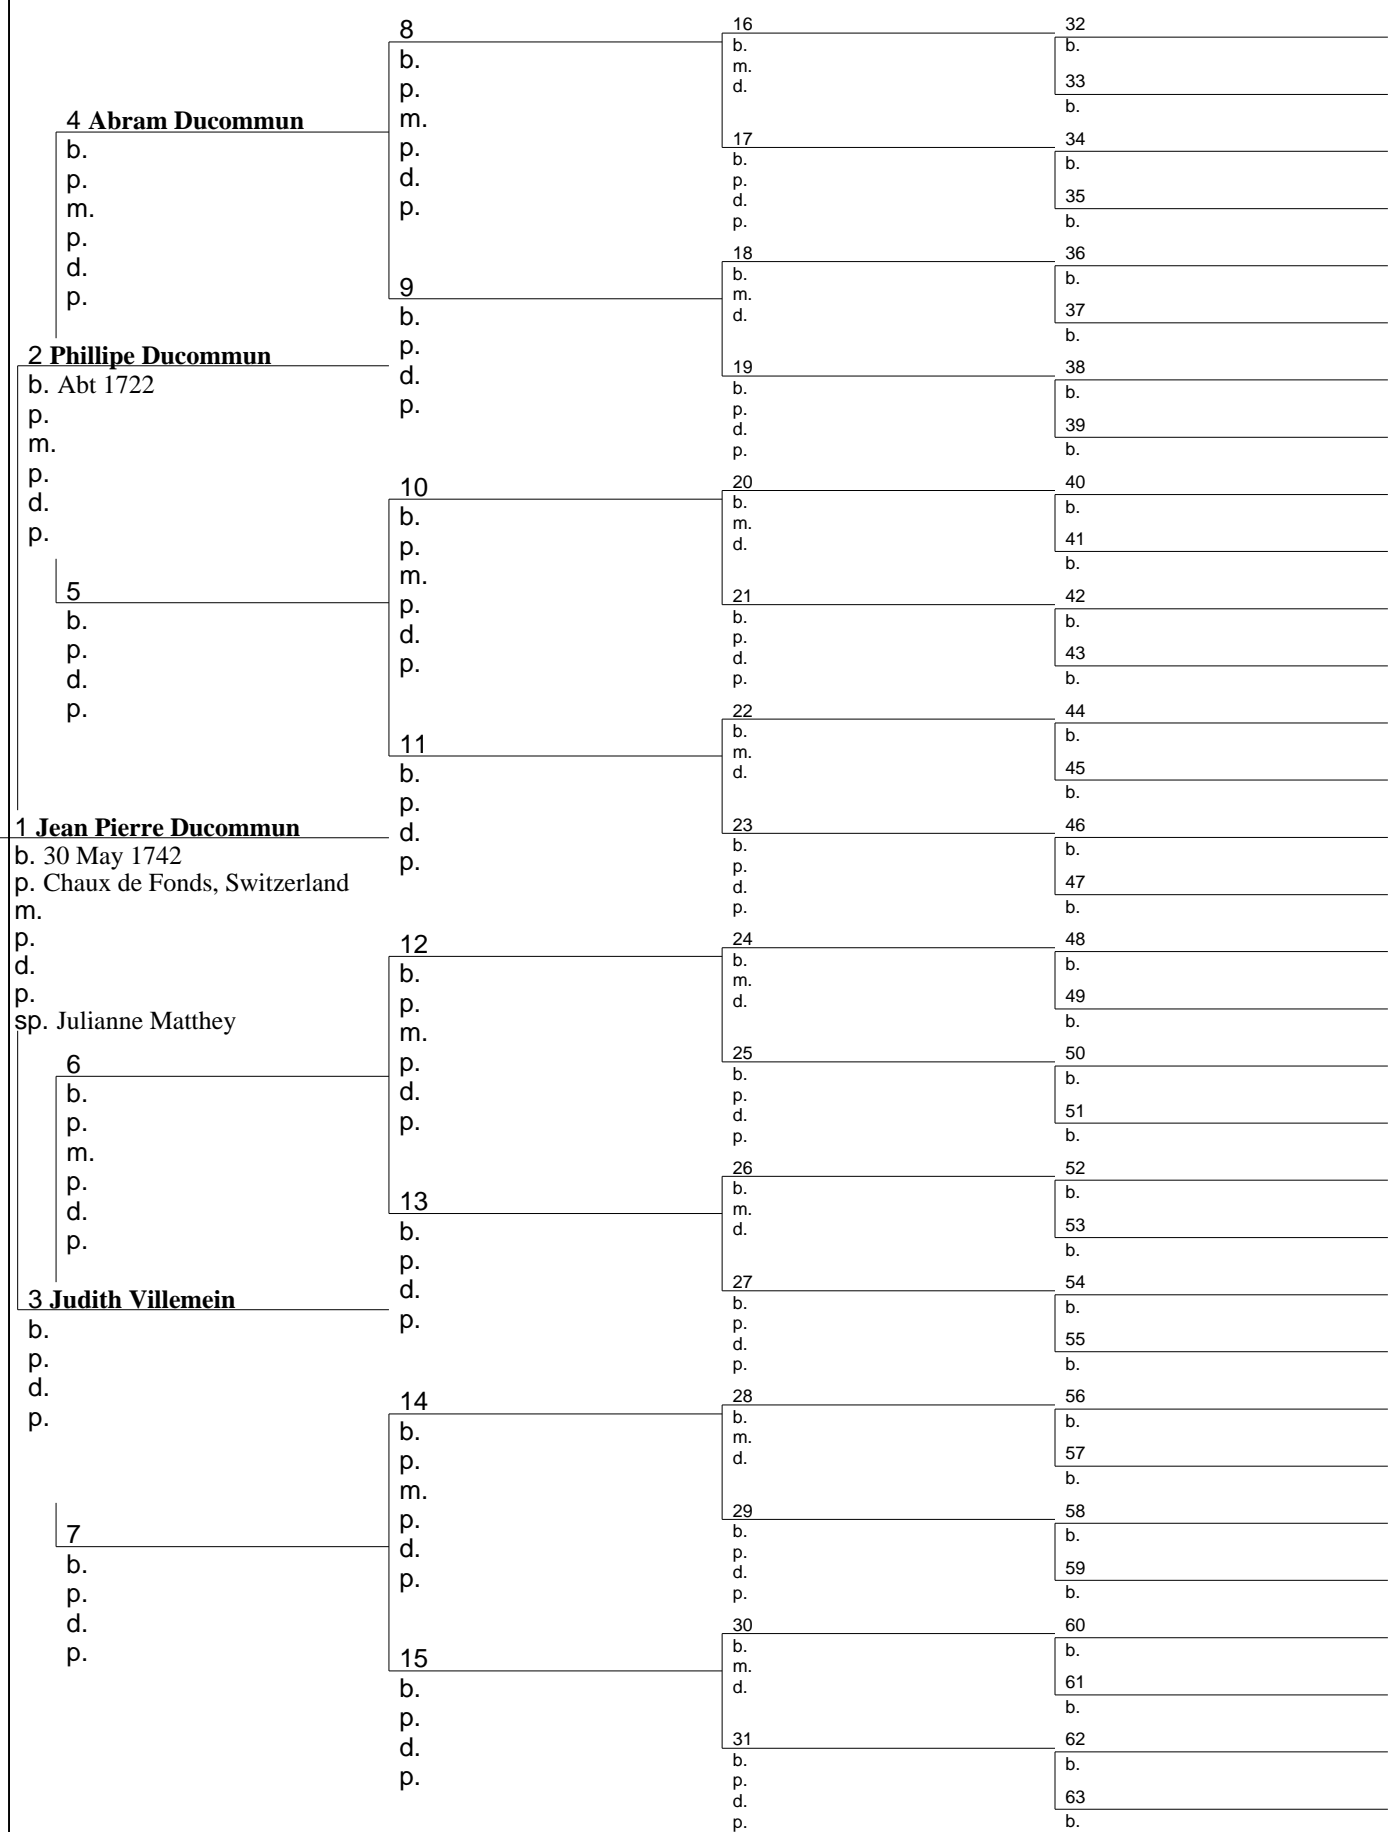 4 Abram Ducommun
b.
p.
m.
p.
d.
p.
2 Phillipe Ducommun
b. Abt 1722
p.
m.
p.
d.
p.
5
b.
p.
d.
p.
1 Jean Pierre Ducommun
b. 30 May 1742
p. Chaux de Fonds, Switzerland
m.
p.
d.
p.
sp. Julianne Matthey
6
b.
p.
m.
p.
d.
p.
3 Judith Villemein
b.
p.
d.
p.
7
b.
p.
d.
p.
8
b.
p.
m.
p.
d.
p.
9
b.
p.
d.
p.
10
b.
p.
m.
p.
d.
p.
11
b.
p.
d.
p.
12
b.
p.
m.
p.
d.
p.
13
b.
p.
d.
p.
14
b.
p.
m.
p.
d.
p.
15
b.
p.
d.
p.
16
b.
m.
d.
17
b.
p.
d.
p.
18
b.
m.
d.
19
b.
p.
d.
p.
20
b.
m.
d.
21
b.
p.
d.
p.
22
b.
m.
d.
23
b.
p.
d.
p.
24
b.
m.
d.
25
b.
p.
d.
p.
26
b.
m.
d.
27
b.
p.
d.
p.
28
b.
m.
d.
29
b.
p.
d.
p.
30
b.
m.
d.
31
b.
p.
d.
p.
32
b.
33
b.
34
b.
35
b.
36
b.
37
b.
38
b.
39
b.
40
b.
41
b.
42
b.
43
b.
44
b.
45
b.
46
b.
47
b.
48
b.
49
b.
50
b.
51
b.
52
b.
53
b.
54
b.
55
b.
56
b.
57
b.
58
b.
59
b.
60
b.
61
b.
62
b.
63
b.